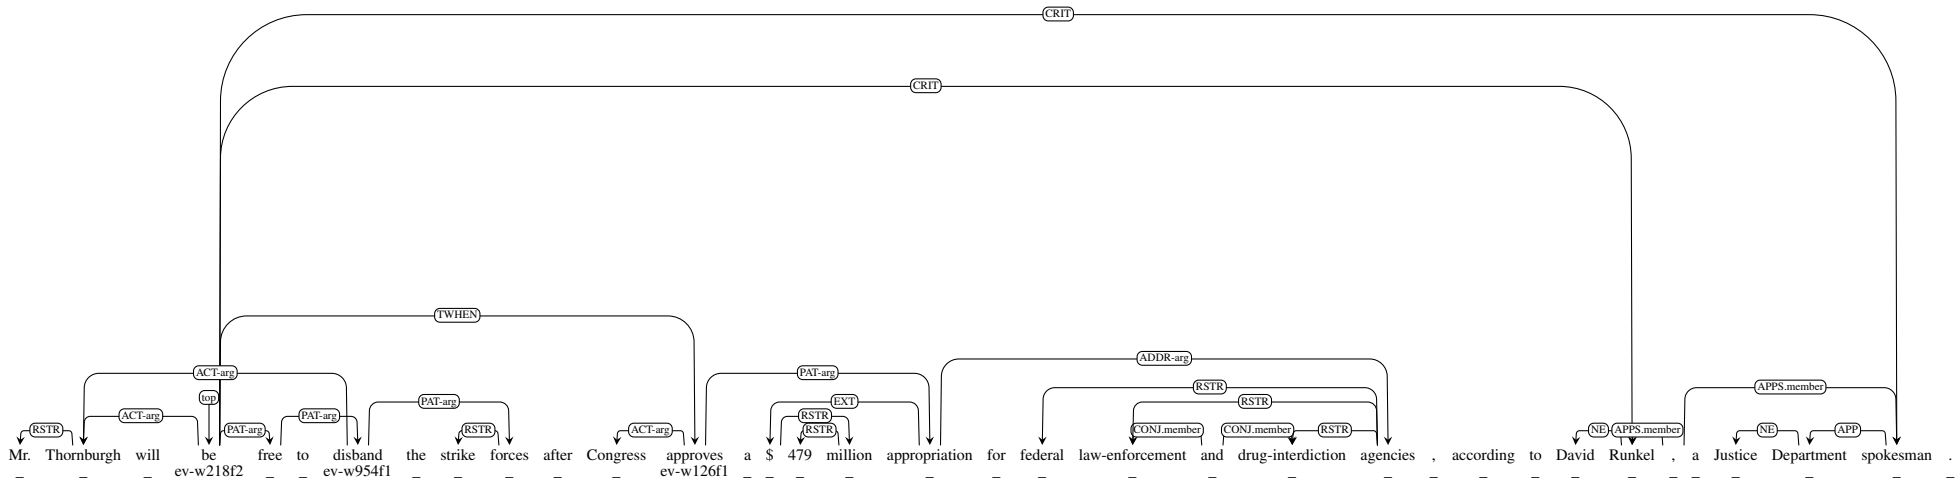 CRIT
CRIT
TWHEN
ADDR-arg
ACT-arg PAT-arg
RSTR APPS.member
top PAT-arg EXT RSTR
ACT-arg PAT-arg RSTR
RSTR PAT-arg RSTR ACT-arg RSTR CONJ.member CONJ.member RSTR NE APPS.member NE APP
Mr. Thornburgh will be free to disband the strike forces after Congress approves a $ 479 million appropriation for federal law-enforcement and drug-interdiction agencies , according to David Runkel , a Justice Department spokesman .
ev-w218f2 ev-w954f1 ev-w126f1
_ _ _ _ _ _ _ _ _ _ _ _ _ _ _ _ _ _ _ _ _ _ _ _ _ _ _ _ _ _ _ _ _ _ _